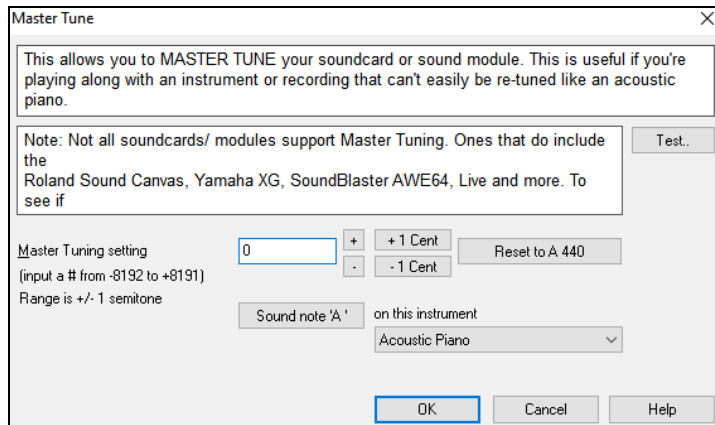 Master Tune
This allows you to MASTER TUNE your soundcard or sound module. This is useful if you're
playing along with an instrument or recording that can't easily be re-tuned like an acoustic
piano.
Note: Not all soundcards/ modules support Master Tuning. Ones that do include
the
Roland Sound Canvas, Yamaha XG, SoundBlaster AWE64, Live and more. To
see if
Test..
Master Tuning setting
0
+
+ 1 Cent
-
- 1 Cent
Reset to A 440
(input a # from -8192 to +8191)
Range is +/- 1 semitone
Sound note 'A '
on this instrument
Acoustic Piano
OK
Cancel
Help